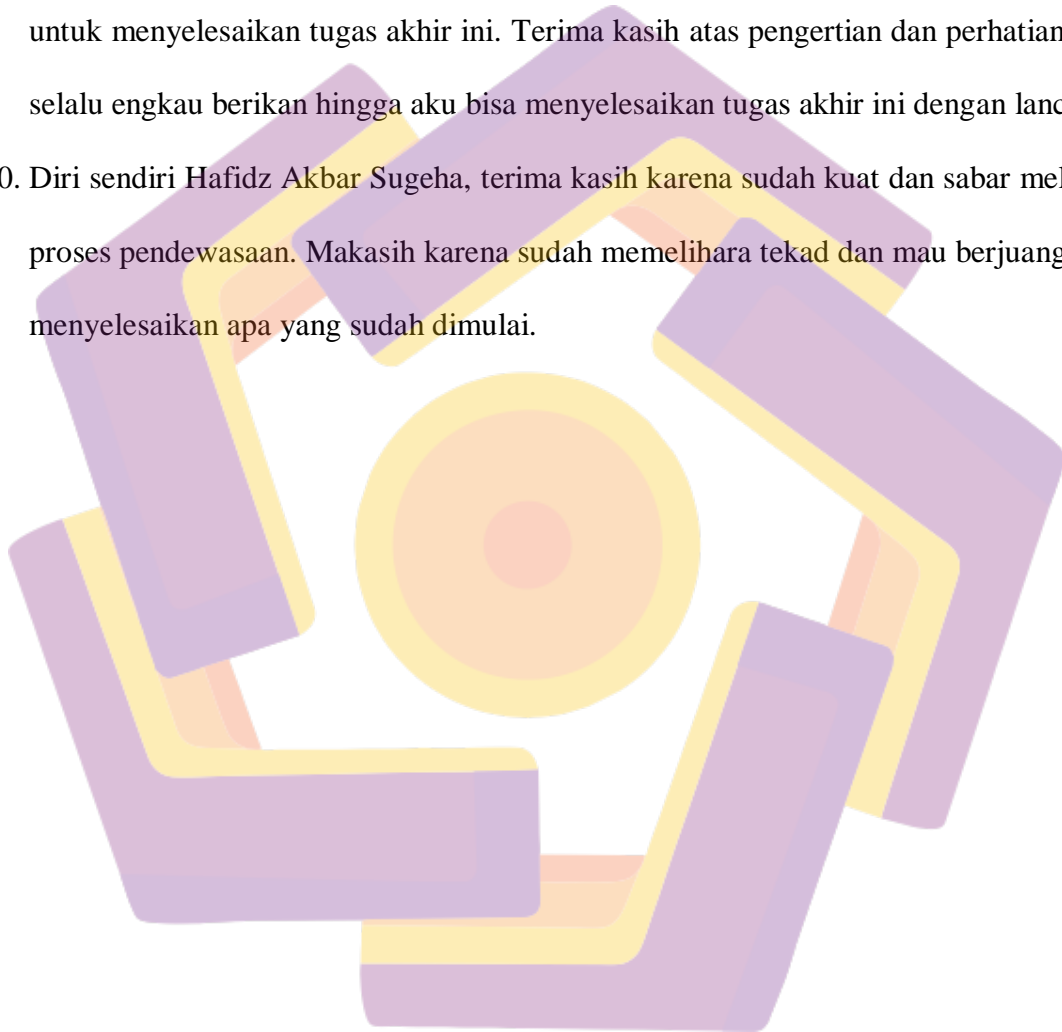 untuk menyelesaikan tugas akhir ini. Terima kasih atas pengertian dan perhatian
selalu engkau berikan hingga aku bisa menyelesaikan tugas akhir ini dengan lanc
0. Diri sendiri Hafidz Akbar Sugeha, terima kasih karena sudah kuat dan sabar mel
proses pendewasaan. Makasih karena sudah memelihara tekad dan mau berjuang
menyelesaikan apa yang sudah dimulai.